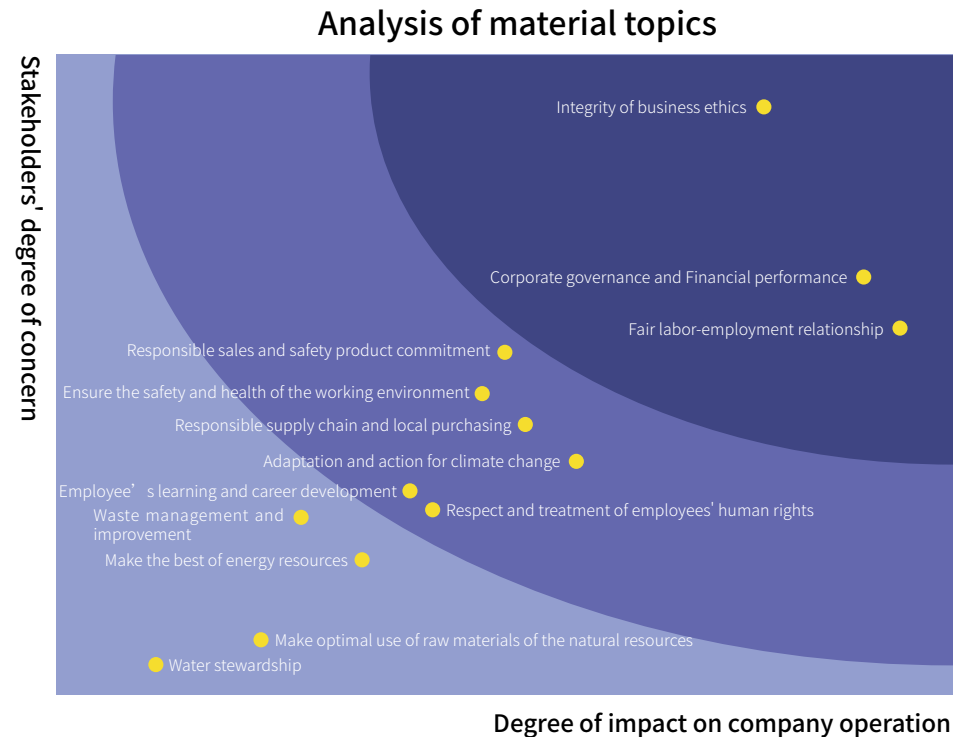 Analysis of material topics
Stakeholders' degree of concern
Integrity of business ethics
Corporate governance and Financial performance
Fair labor-employment relationship
Responsible sales and safety product commitment
Ensure the safety and health of the working environment
Responsible supply chain and local purchasing
Adaptation and action for climate change
Employee’s learning and career development
Respect and treatment of employees' human rights
Waste management and
improvement
Make the best of energy resources
Make optimal use of raw materials of the natural resources
Water stewardship
Degree of impact on company operation